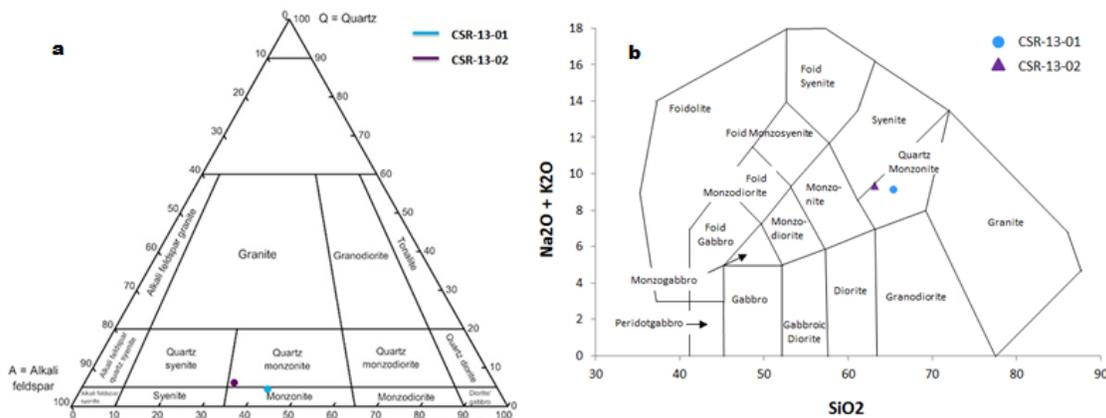 a
Q = Quartz
0
100
CSR-13-01
CSR-13-02
10
90
20
80
30
70
40
60
50
50
60
40
70
30
80
20
90
10
100
0
Alkali feldspar granite
Granite
Granodiorite
Tonalite
Alkali feldspar
quartz syenite
Quartz
syenite
Quartz
monzonite
Quartz
monzodiorite
Quartz diorite
A = Alkali
feldspar
Alkali feldspar
syenite
Syenite
Monzonite
Monzodiorite
Diorite/
gabbro
0
10
20
30
40
50
60
70
80
90
100
b
CSR-13-01
CSR-13-02
Na2O + K2O
18
16
14
12
10
8
6
4
2
0
Foid
Syenite
Foidolite
Syenite
Foid Monzosyenite
Quartz
Monzonite
Foid
Monzodiorite
Monzo-
nite
Foid
Gabbro
Monzo-
diorite
Granite
Monzogabbro
Gabbro
Diorite
Granodiorite
Peridotgabbro
Gabbroic
Diorite
30
40
50
60
70
80
90
SiO2